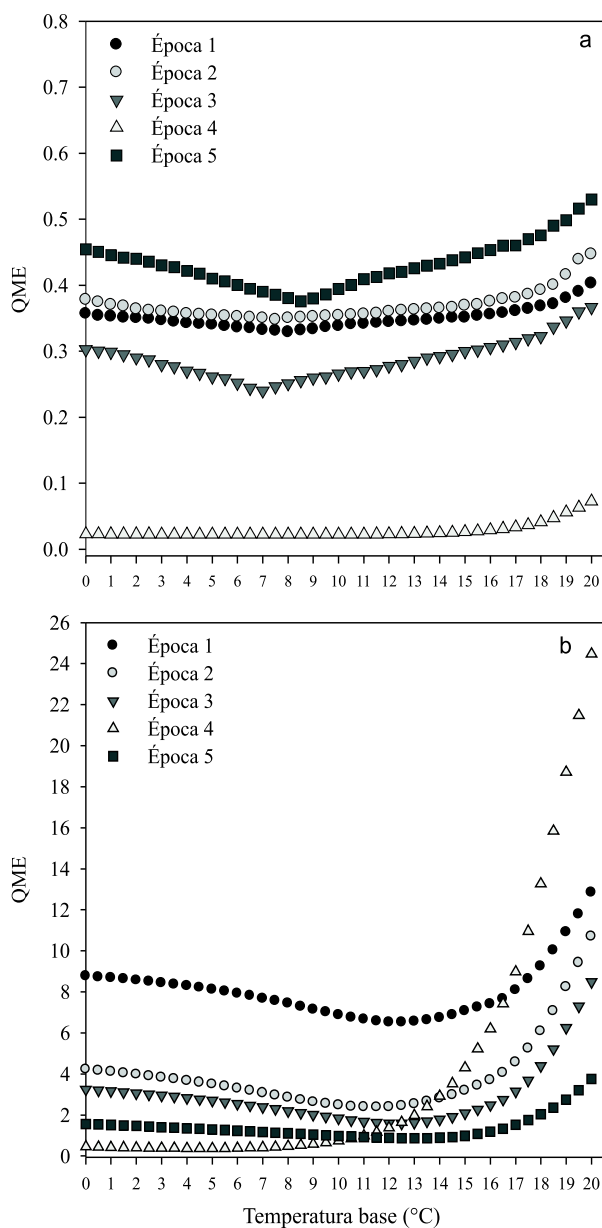 a
Época 1
Época 2
Época 3
Época 4
Época 5
0.8
0.7
0.6
0.5
0.4
0.3
0.2
0.1
0.0
QME
0 1 2 3 4 5 6 7 8 9 10 11 12 13 14 15 16 17 18 19 20
b
Época 1
Época 2
Época 3
Época 4
Época 5
26
24
22
20
18
16
14
12
10
8
6
4
2
0
QME
0 1 2 3 4 5 6 7 8 9 10 11 12 13 14 15 16 17 18 19 20
Temperatura base (°C)